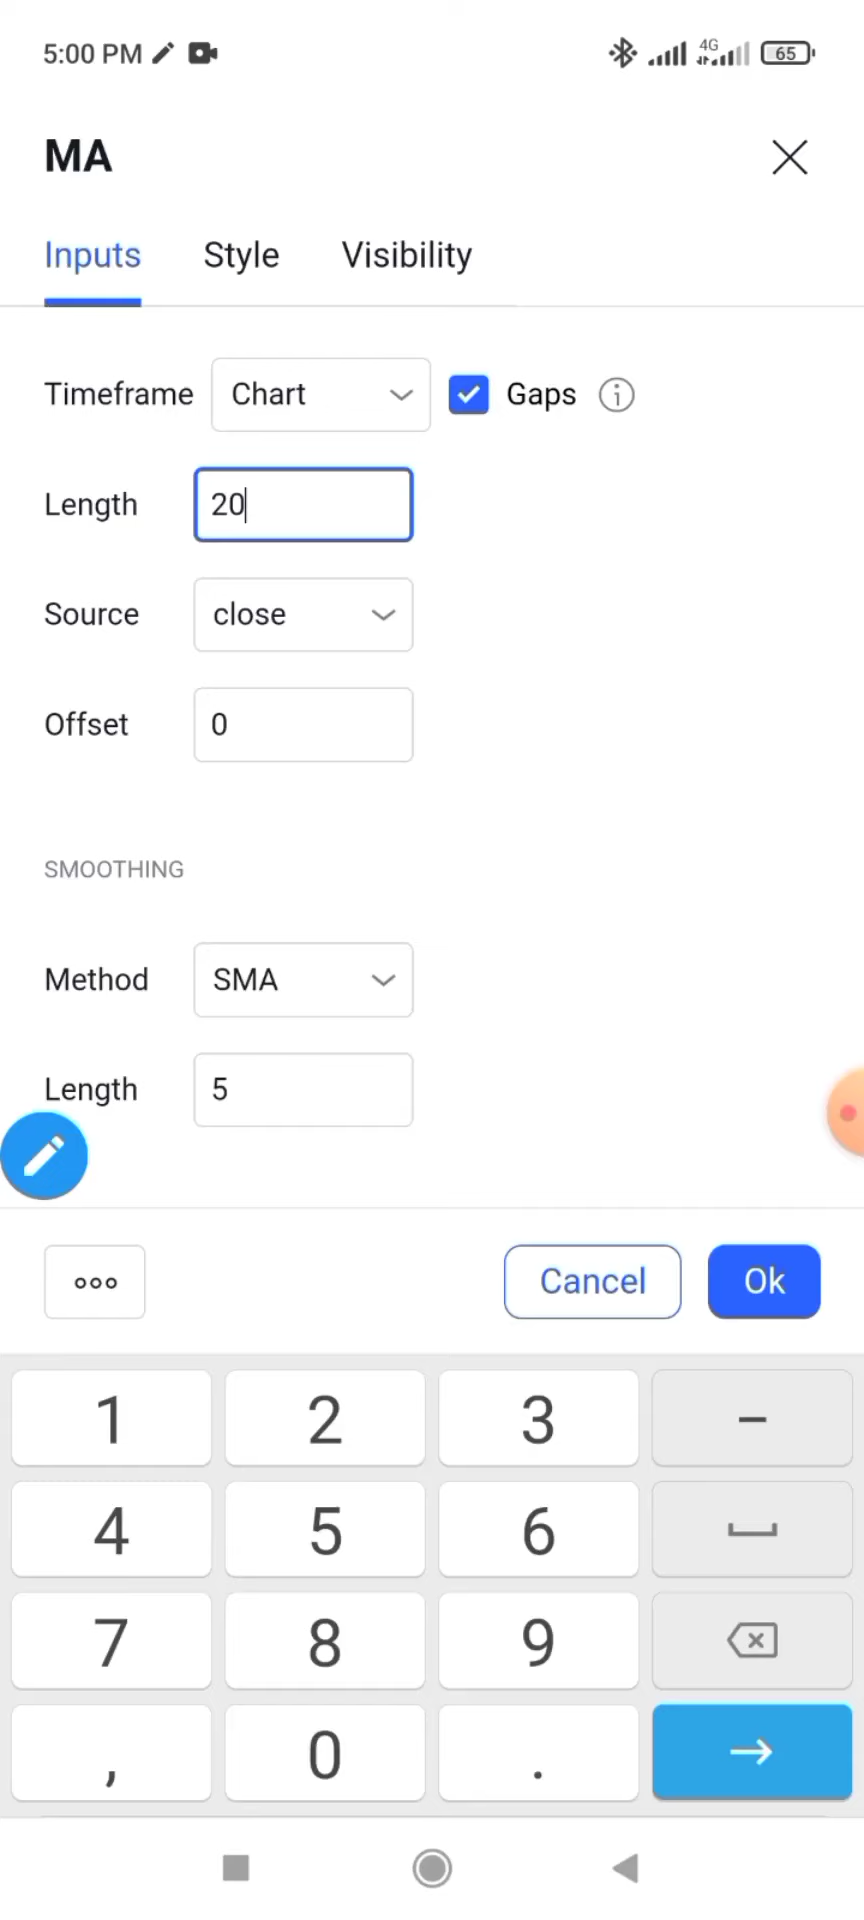 5:00 PM 4G 65
MA
Inputs Style Visibility
Timeframe Chart Gaps
Length 20
Source close
Offset 0
SMOOTHING
Method SMA
Length 5
Cancel Ok
1 2 3 –
4 5 6
7 8 9
, 0 .